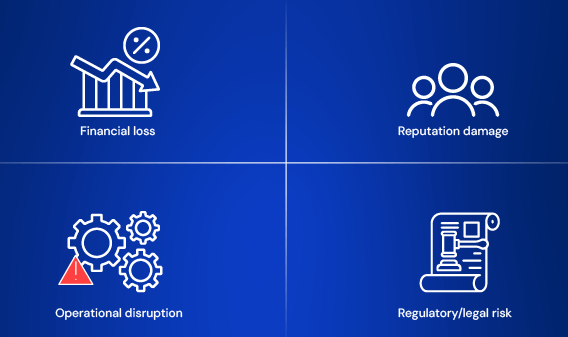 Financial loss
Reputation damage
Operational disruption
Regulatory/legal risk